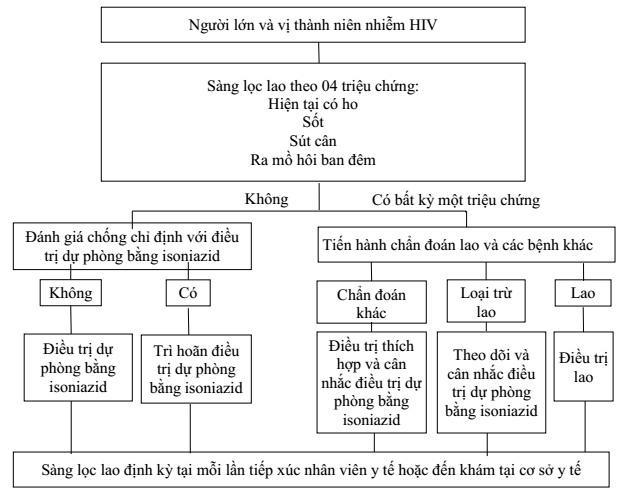 Người lớn và vị thành niên nhiễm HIV
Sàng lọc lao theo 04 triệu chứng:
Hiện tại có ho
Sốt
Sút cân
Ra mồ hôi ban đêm
Không
Có bất kỳ một triệu chứng
Đánh giá chống chỉ định với điều
trị dự phòng bằng isoniazid
Tiến hành chẩn đoán lao và các bệnh khác
Không
Có
Chẩn đoán
khác
Loại trừ
lao
Lao
Điều trị dự
phòng bằng
isoniazid
Trì hoãn điều
trị dự phòng
bằng isoniazid
Điều trị thích
hợp và cân
nhắc điều trị dự
phòng bằng
isoniazid
Theo dõi và
cân nhắc điều
trị dự phòng
bằng isoniazid
Điều trị
lao
Sàng lọc lao định kỳ tại mỗi lần tiếp xúc nhân viên y tế hoặc đến khám tại cơ sở y tế